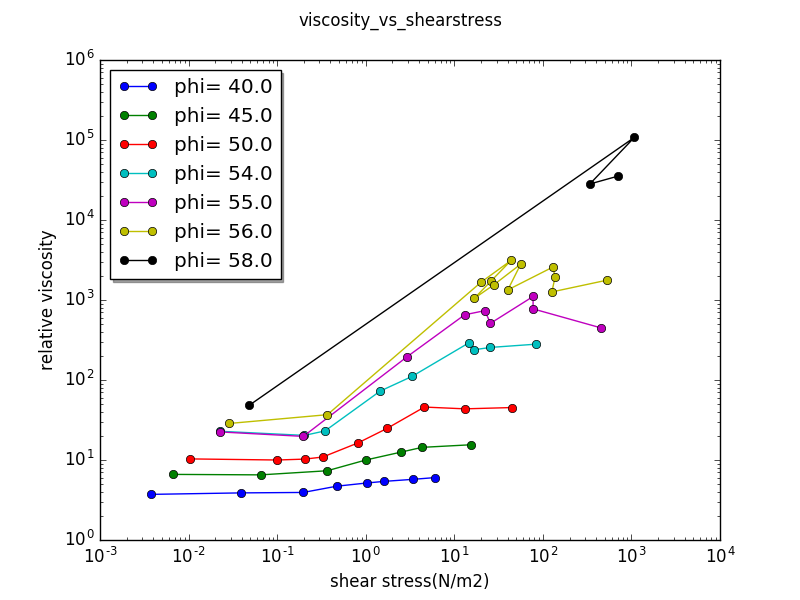 viscosity_vs_shearstress
10^6
10^5
10^4
10^3
10^2
10^1
10^0
relative viscosity
phi= 40.0
phi= 45.0
phi= 50.0
phi= 54.0
phi= 55.0
phi= 56.0
phi= 58.0
10^-3 10^-2 10^-1 10^0 10^1 10^2 10^3 10^4
shear stress(N/m2)